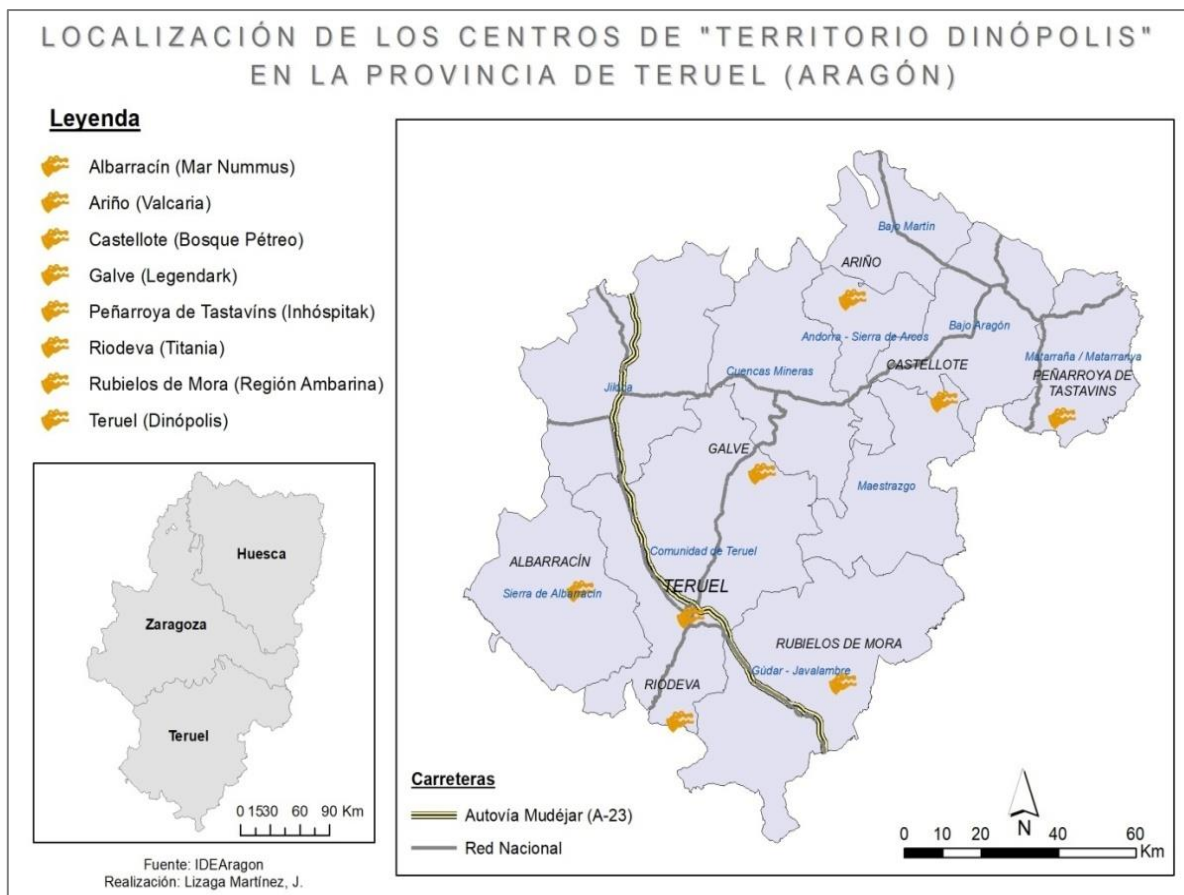 LOCALIZACIÓN DE LOS CENTROS DE "TERRITORIO DINÓPOLIS"
EN LA PROVINCIA DE TERUEL (ARAGÓN)
Leyenda
Albarracín (Mar Nummus)
Ariño (Valcaria)
Castellote (Bosque Pétreo)
Galve (Legendark)
Peñarroya de Tastavíns (Inhóspitak)
Riodeva (Titania)
Rubielos de Mora (Región Ambarina)
Teruel (Dinópolis)
Huesca
Zaragoza
Teruel
0 1530 60 90 Km
Fuente: IDEAragon
Realización: Lizaga Martínez, J.
Bajo Martín
ARIÑO
Andorra - Sierra de Arcos
Bajo Aragón
CASTELLOTE
Matarraña / Matarranya
PEÑARROYA DE
TASTAVINS
Cuencas Mineras
Jiloca
GALVE
Maestrazgo
Comunidad de Teruel
ALBARRACÍN
Sierra de Albarracín
TERUEL
RUBIELOS DE MORA
Gúdar - Javalambre
RIODEVA
Carreteras
Autovía Mudéjar (A-23)
Red Nacional
N
0 10 20 40 60
Km